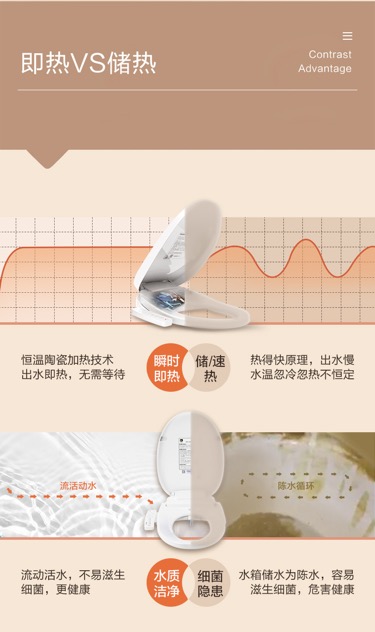 即热VS储热
Contrast
Advantage
恒温陶瓷加热技术
出水即热，无需等待
瞬时
即热
储/速
热
热得快原理，出水慢
水温忽冷忽热不恒定
流活动水
陈水循环
流动活水，不易滋生
细菌，更健康
水质
洁净
细菌
隐患
水箱储水为陈水，容易
滋生细菌，危害健康